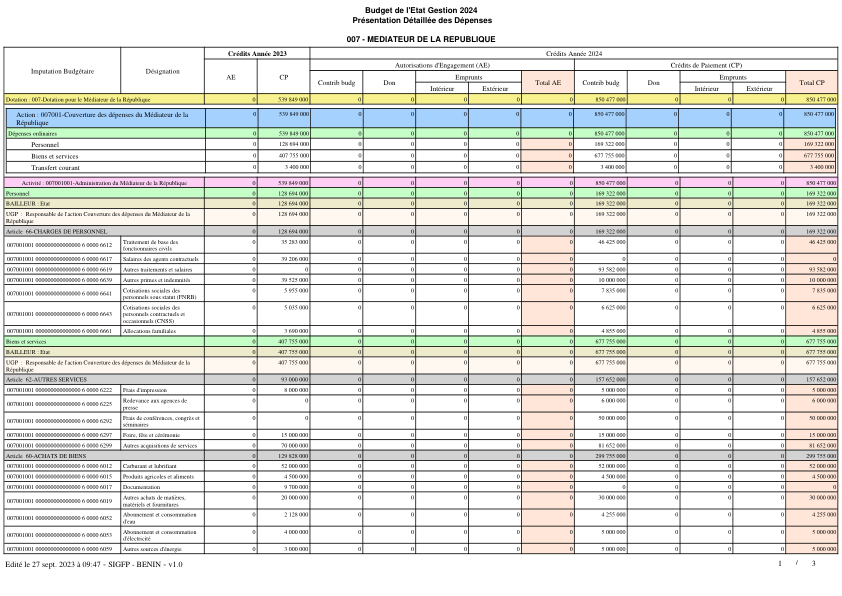 Budget de l'Etat Gestion 2024
Présentation Détaillée des Dépenses
007 - MEDIATEUR DE LA REPUBLIQUE
Imputation Budgétaire Désignation Crédits Année 2023 Crédits Année 2024
AE CP Autorisations d'Engagement (AE) Crédits de Paiement (CP)
Contrib budg Don Emprunts Total AE Contrib budg Don Emprunts Total CP
Intérieur Extérieur Intérieur Extérieur
Dotation : 007-Dotation pour le Médiateur de la République 0 539 849 000 0 0 0 0 0 850 477 000 0 0 0 850 477 000
Action : 007001-Couverture des dépenses du Médiateur de la 0 539 849 000 0 0 0 0 0 850 477 000 0 0 0 850 477 000
République
Dépenses ordinaires 0 539 849 000 0 0 0 0 0 850 477 000 0 0 0 850 477 000
Personnel 0 128 694 000 0 0 0 0 0 169 322 000 0 0 0 169 322 000
Biens et services 0 407 755 000 0 0 0 0 0 677 755 000 0 0 0 677 755 000
Transfert courant 0 3 400 000 0 0 0 0 0 3 400 000 0 0 0 3 400 000
Activité : 007001001-Administration du Médiateur de la République 0 539 849 000 0 0 0 0 0 850 477 000 0 0 0 850 477 000
Personnel 0 128 694 000 0 0 0 0 0 169 322 000 0 0 0 169 322 000
BAILLEUR : Etat 0 128 694 000 0 0 0 0 0 169 322 000 0 0 0 169 322 000
UGP : Responsable de l'action Couverture des dépenses du Médiateur de la 0 128 694 000 0 0 0 0 0 169 322 000 0 0 0 169 322 000
République
Article 66-CHARGES DE PERSONNEL 0 128 694 000 0 0 0 0 0 169 322 000 0 0 0 169 322 000
007001001 0000000000000000 6 0000 6612 Traitement de base des 0 35 283 000 0 0 0 0 0 46 425 000 0 0 0 46 425 000
fonctionnaires civils
007001001 0000000000000000 6 0000 6617 Salaires des agents contractuels 0 39 206 000 0 0 0 0 0 0 0 0 0 0
007001001 0000000000000000 6 0000 6619 Autres traitements et salaires 0 0 0 0 0 0 0 93 582 000 0 0 0 93 582 000
007001001 0000000000000000 6 0000 6639 Autres primes et indemnités 0 39 525 000 0 0 0 0 0 10 000 000 0 0 0 10 000 000
007001001 0000000000000000 6 0000 6641 Cotisations sociales des 0 5 955 000 0 0 0 0 0 7 835 000 0 0 0 7 835 000
personnels sous statut (FNRB)
007001001 0000000000000000 6 0000 6643 Cotisations sociales des 0 5 035 000 0 0 0 0 0 6 625 000 0 0 0 6 625 000
personnels contractuels et
occasionnels (CNSS)
007001001 0000000000000000 6 0000 6661 Allocations familiales 0 3 690 000 0 0 0 0 0 4 855 000 0 0 0 4 855 000
Biens et services 0 407 755 000 0 0 0 0 0 677 755 000 0 0 0 677 755 000
BAILLEUR : Etat 0 407 755 000 0 0 0 0 0 677 755 000 0 0 0 677 755 000
UGP : Responsable de l'action Couverture des dépenses du Médiateur de la 0 407 755 000 0 0 0 0 0 677 755 000 0 0 0 677 755 000
République
Article 62-AUTRES SERVICES 0 93 000 000 0 0 0 0 0 157 652 000 0 0 0 157 652 000
007001001 0000000000000000 6 0000 6222 Frais d'impression 0 8 000 000 0 0 0 0 0 5 000 000 0 0 0 5 000 000
007001001 0000000000000000 6 0000 6225 Redevance aux agences de 0 0 0 0 0 0 0 6 000 000 0 0 0 6 000 000
presse
007001001 0000000000000000 6 0000 6292 Frais de conférences, congrès et 0 0 0 0 0 0 0 50 000 000 0 0 0 50 000 000
séminaires
007001001 0000000000000000 6 0000 6297 Foire, fête et cérémonie 0 15 000 000 0 0 0 0 0 15 000 000 0 0 0 15 000 000
007001001 0000000000000000 6 0000 6299 Autres acquisitions de services 0 70 000 000 0 0 0 0 0 81 652 000 0 0 0 81 652 000
Article 60-ACHATS DE BIENS 0 129 828 000 0 0 0 0 0 299 755 000 0 0 0 299 755 000
007001001 0000000000000000 6 0000 6012 Carburant et lubrifiant 0 52 000 000 0 0 0 0 0 52 000 000 0 0 0 52 000 000
007001001 0000000000000000 6 0000 6015 Produits agricoles et aliments 0 4 500 000 0 0 0 0 0 4 500 000 0 0 0 4 500 000
007001001 0000000000000000 6 0000 6017 Documentation 0 9 700 000 0 0 0 0 0 0 0 0 0 0
007001001 0000000000000000 6 0000 6019 Autres achats de matières, 0 20 000 000 0 0 0 0 0 30 000 000 0 0 0 30 000 000
matériels et fournitures
007001001 0000000000000000 6 0000 6052 Abonnement et consommation 0 2 128 000 0 0 0 0 0 4 255 000 0 0 0 4 255 000
d'eau
007001001 0000000000000000 6 0000 6053 Abonnement et consommation 0 4 000 000 0 0 0 0 0 5 000 000 0 0 0 5 000 000
d'électricité
007001001 0000000000000000 6 0000 6059 Autres sources d'énergie 0 3 000 000 0 0 0 0 0 5 000 000 0 0 0 5 000 000
Edité le 27 sept. 2023 à 09:47 - SIGFP - BENIN - v1.0 1 / 3